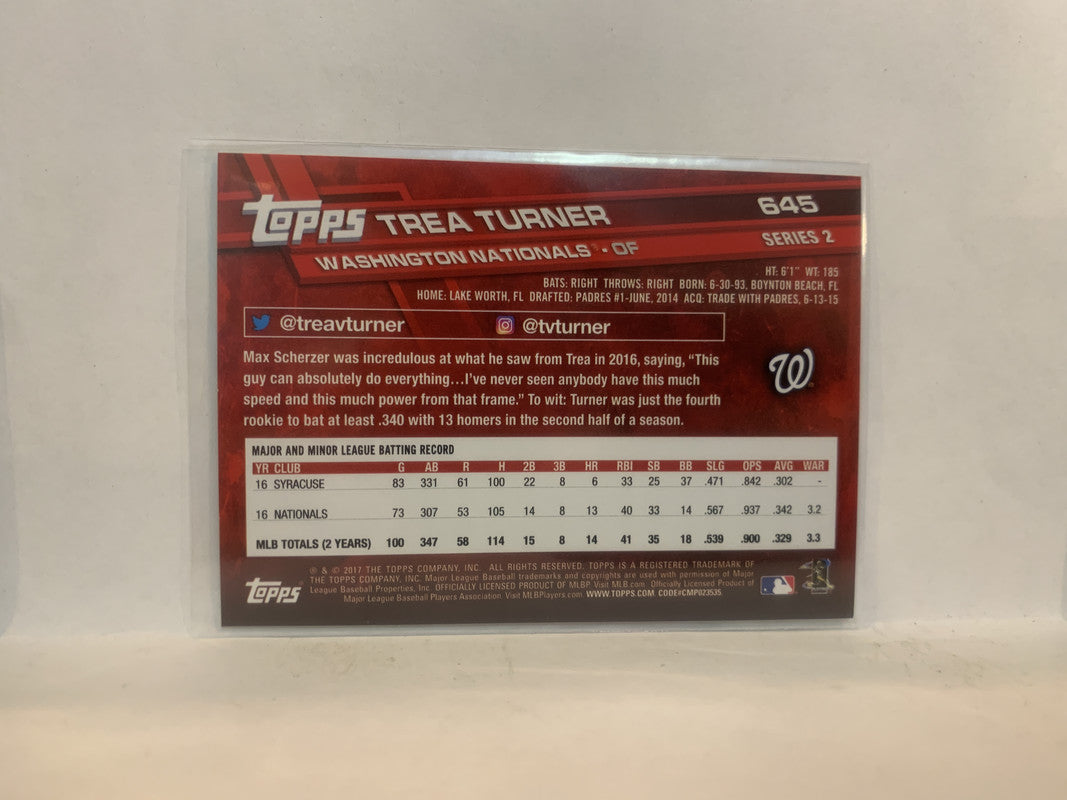 TOPPS TREA TURNER 645
WASHINGTON NATIONALS® • OF SERIES 2
HT: 6'1" WT: 185
BATS: RIGHT THROWS: RIGHT BORN: 6-30-93, BOYNTON BEACH, FL
HOME: LAKE WORTH, FL DRAFTED: PADRES #1-JUNE, 2014 ACQ: TRADE WITH PADRES, 6-13-15
@treavturner @tvturner
Max Scherzer was incredulous at what he saw from Trea in 2016, saying, “This
guy can absolutely do everything...I’ve never seen anybody have this much
speed and this much power from that frame.” To wit: Turner was just the fourth
rookie to bat at least .340 with 13 homers in the second half of a season.
W
MAJOR AND MINOR LEAGUE BATTING RECORD
YR CLUB G AB R H 2B 3B HR RBI SB BB SLG OPS AVG WAR
16 SYRACUSE 83 331 61 100 22 8 6 33 25 37 .471 .842 .302 -
16 NATIONALS 73 307 53 105 14 8 13 40 33 14 .567 .937 .342 3.2
MLB TOTALS (2 YEARS) 100 347 58 114 15 8 14 41 35 18 .539 .900 .329 3.3
® & © 2017 THE TOPPS COMPANY, INC. ALL RIGHTS RESERVED. TOPPS IS A REGISTERED TRADEMARK OF
THE TOPPS COMPANY, INC. Major League Baseball trademarks and copyrights are used with permission of Major
League Baseball Properties, Inc. OFFICIALLY LICENSED PRODUCT OF MLBP. Visit MLB.com. Officially Licensed Product of
Major League Baseball Players Association. Visit MLBPlayers.com. WWW.TOPPS.COM CODE#CMP023535
TOPPS